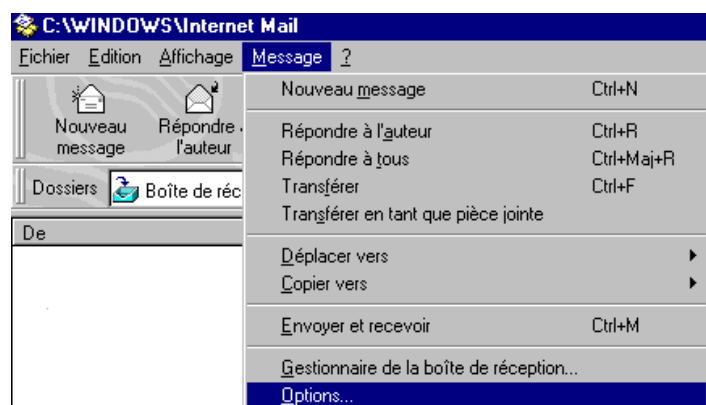 C:\WINDOWS\Internet Mail
Fichier Edition Affichage Message ?
Nouveau message
Répondre
l'auteur
Dossiers Boîte de réc
De
Nouveau message Ctrl+N
Répondre à l'auteur Ctrl+R
Répondre à tous Ctrl+Maj+R
Transférer Ctrl+F
Transférer en tant que pièce jointe
Déplacer vers
Copier vers
Envoyer et recevoir Ctrl+M
Gestionnaire de la boîte de réception...
Options...